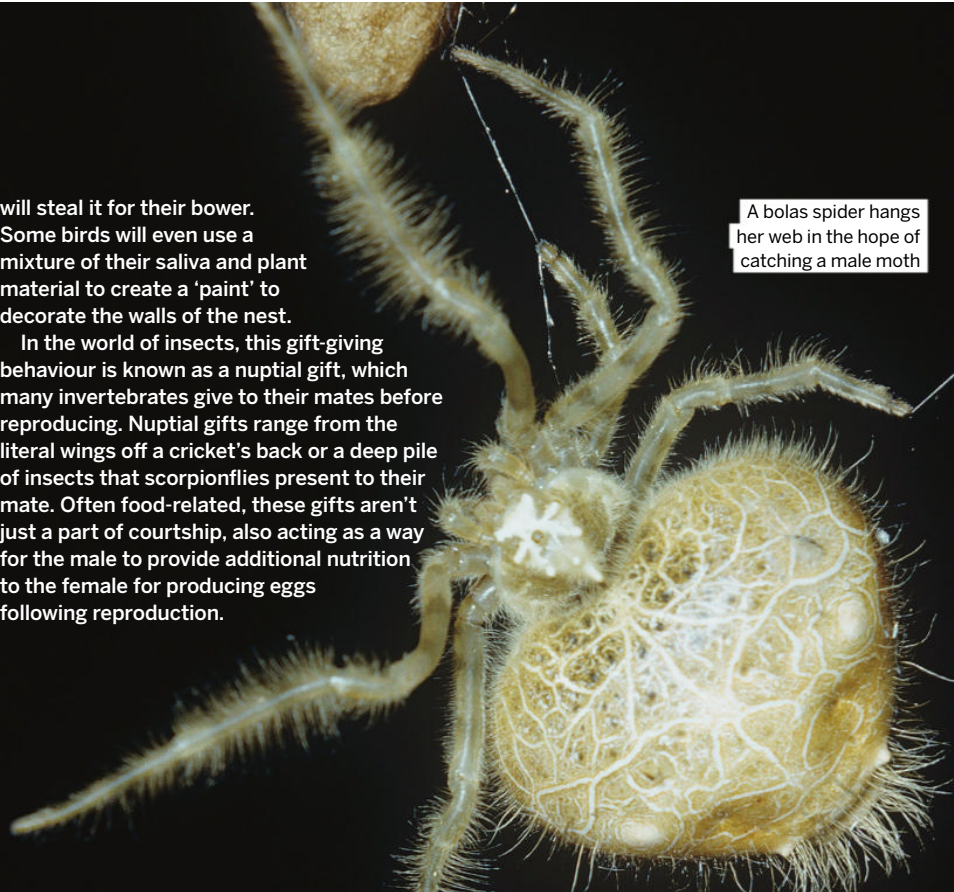 will steal it for their bower.
Some birds will even use a
mixture of their saliva and plant
material to create a ‘paint’ to
decorate the walls of the nest.
In the world of insects, this gift-giving
behaviour is known as a nuptial gift, which
many invertebrates give to their mates before
reproducing. Nuptial gifts range from the
literal wings off a cricket’s back or a deep pile
of insects that scorpionflies present to their
mate. Often food-related, these gifts aren’t
just a part of courtship, also acting as a way
for the male to provide additional nutrition
to the female for producing eggs
following reproduction.
A bolas spider hangs
her web in the hope of
catching a male moth